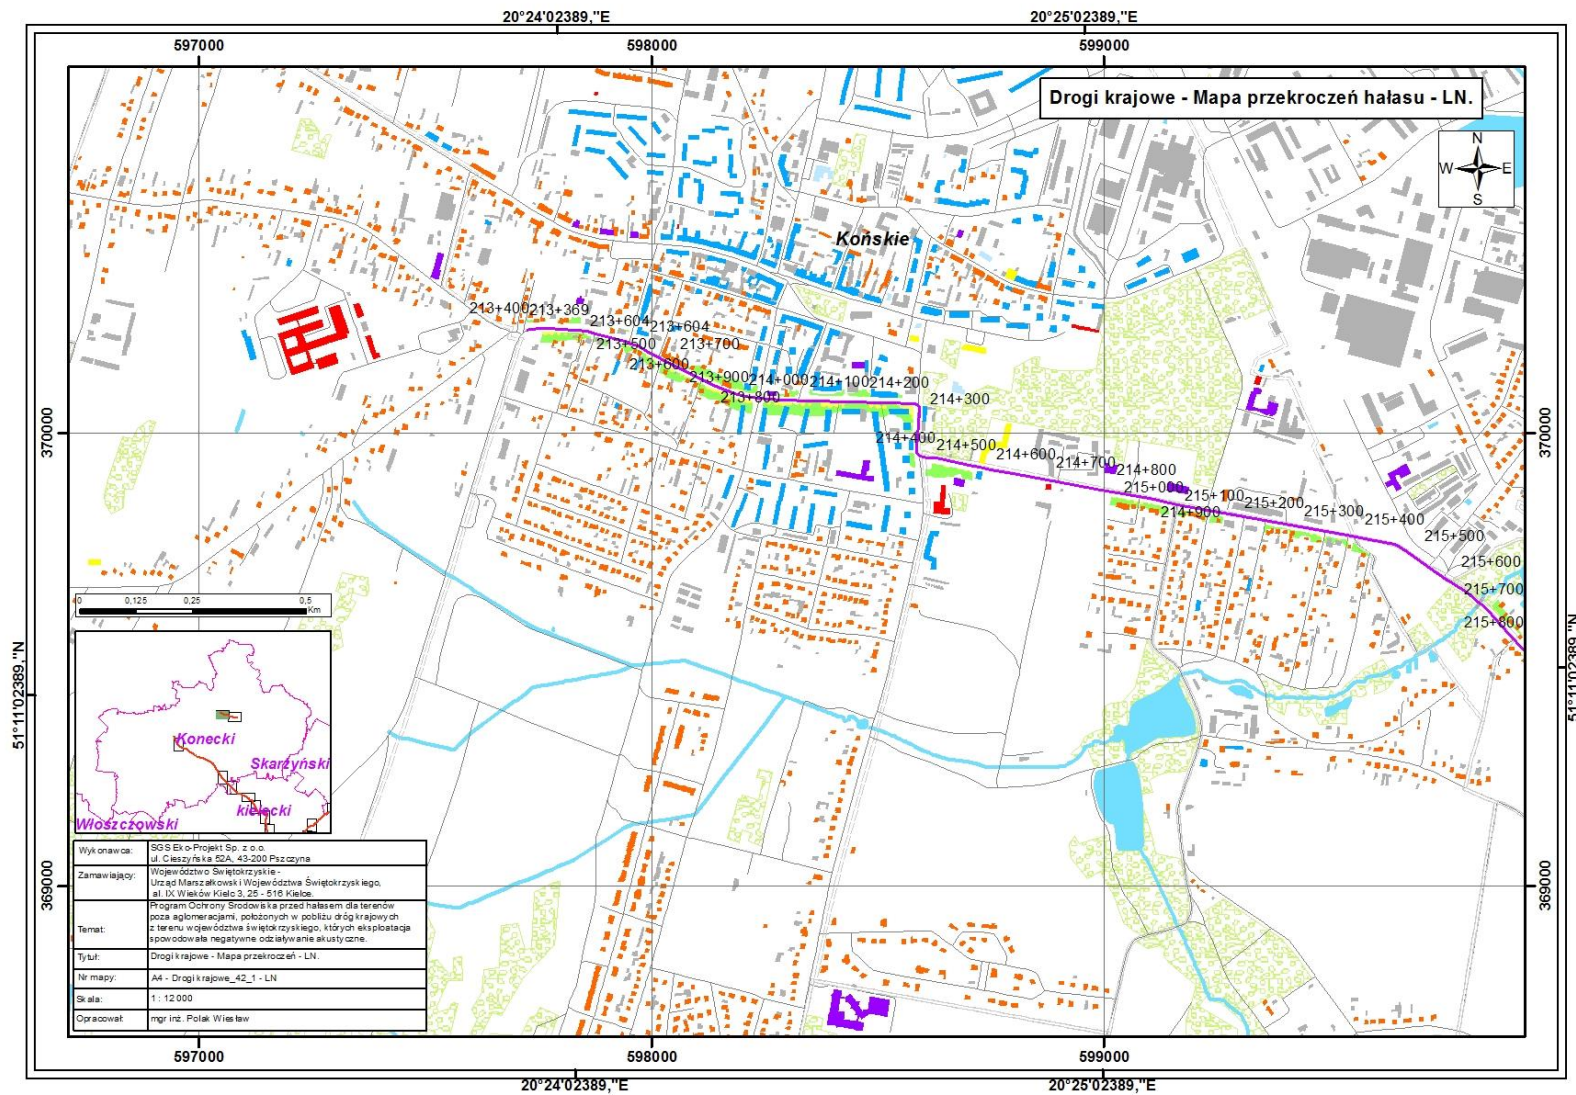 20°24'02389,"E
20°25'02389,"E
597000
598000
599000
Drogi krajowe - Mapa przekroczeń hałasu - LN.
N
W
E
S
Końskie
213+400
213+369
213+604
213+604
213+500
213+700
213+600
213+900
214+000
214+100
214+200
213+800
214+300
214+400
214+500
214+600
214+700
214+800
215+000
215+100
215+200
215+300
215+400
214+900
215+500
215+600
215+700
215+800
370000
370000
0
0,125
0,25
0,5
Km
51°11'02389,"N
51°11'02389,"N
Konecki
Skarżyński
kielecki
Włoszczowski
Wykonawca:
SGS Eko-Projekt Sp. z o.o.
ul. Cieszyńska 52A, 43-200 Pszczyna
Zamawiający:
Województwo Świętokrzyskie -
Urząd Marszałkowski Województwa Świętokrzyskiego,
al. IX Wieków Kielc 3, 25 - 516 Kielce.
Temat:
Program Ochrony Środowiska przed hałasem dla terenów
poza aglomeracjami, położonych w pobliżu dróg krajowych
z terenu województwa świętokrzyskiego, których eksploatacja
spowodowała negatywne oddziaływanie akustyczne.
Tytuł:
Drogi krajowe - Mapa przekroczeń - LN.
Nr mapy:
A4 - Drogi krajowe_42_1 - LN
Skala:
1 : 12 000
Opracował:
mgr inż. Polak Wiesław
369000
369000
597000
598000
599000
20°24'02389,"E
20°25'02389,"E